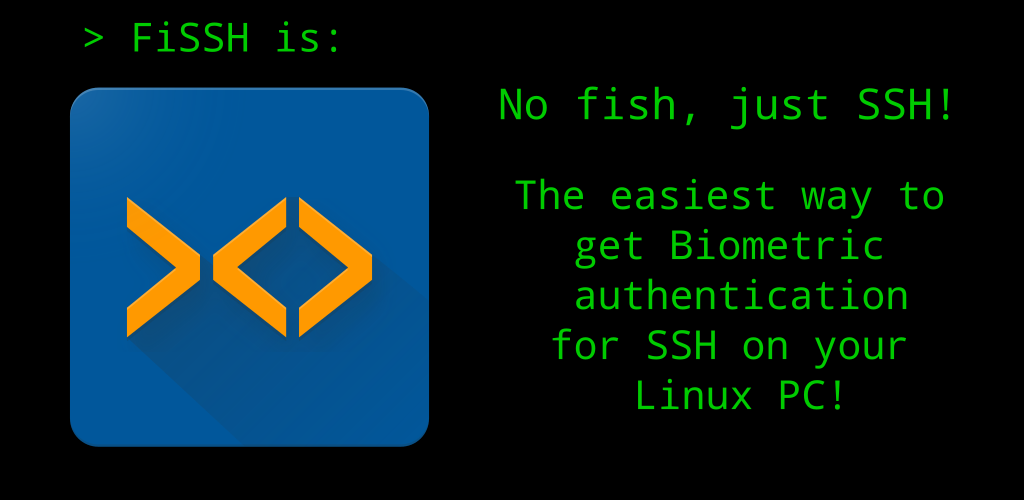 > FiSSH is:
No fish, just SSH!
The easiest way to
get Biometric
authentication
for SSH on your
Linux PC!